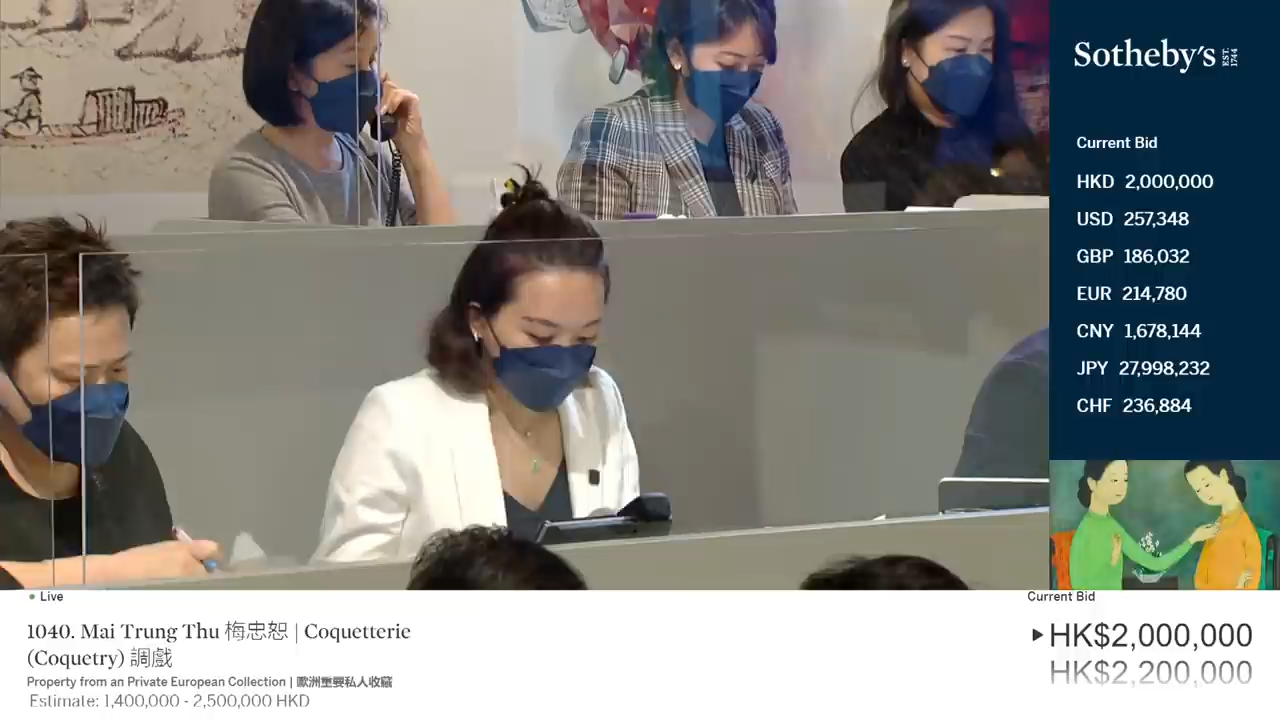 Sotheby's EST. 1744
Current Bid
HKD 2,000,000
USD 257,348
GBP 186,032
EUR 214,780
CNY 1,678,144
JPY 27,998,232
CHF 236,884
Live
1040. Mai Trung Thu 梅忠恕 | Coquetterie
(Coquetry) 調戲
Property from an Private European Collection | 歐洲重要私人收藏
Estimate: 1,400,000 - 2,500,000 HKD
Current Bid
HK$2,000,000
HK$2,200,000